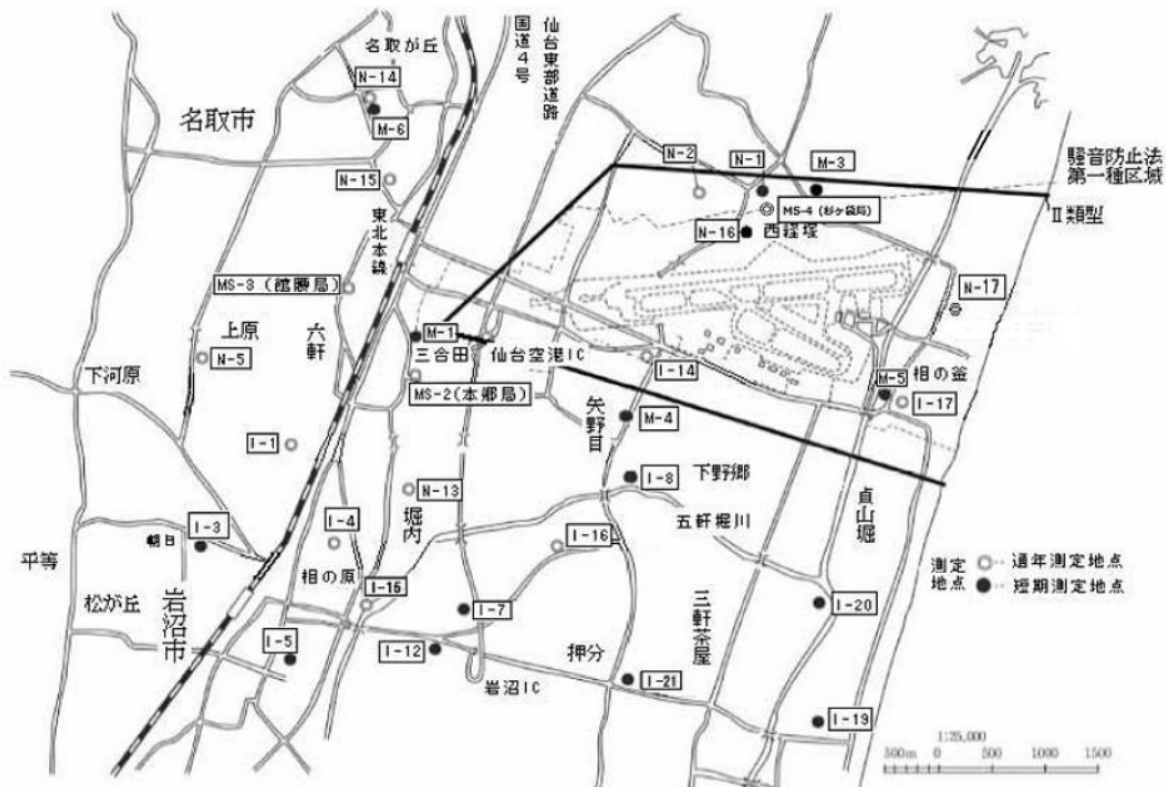 名取が丘
N-14
M-6
名取市
N-15
国道4号
仙台東部道路
N-2
N-1
M-3
騒音防止法
第一種区域
Ⅱ類型
MS-4 (杉ヶ袋局)
N-16
西経塚
東北本線
MS-3 (館腰局)
N-17
上原
六軒
M-1
三合田
仙台空港IC
N-5
I-14
下河原
MS-2(本郷局)
相の釜
M-5
I-17
矢野目
M-4
I-1
I-8
下野郷
N-13
堀内
五軒堀川
貞山堀
I-3
朝日
I-4
I-16
平等
相の原
測定
地点
通年測定地点
短期測定地点
松が丘
岩沼市
I-15
I-7
I-20
三軒茶屋
I-5
I-12
押分
岩沼IC
I-21
I-19
1:25,000
500m 0 500 1000 1500